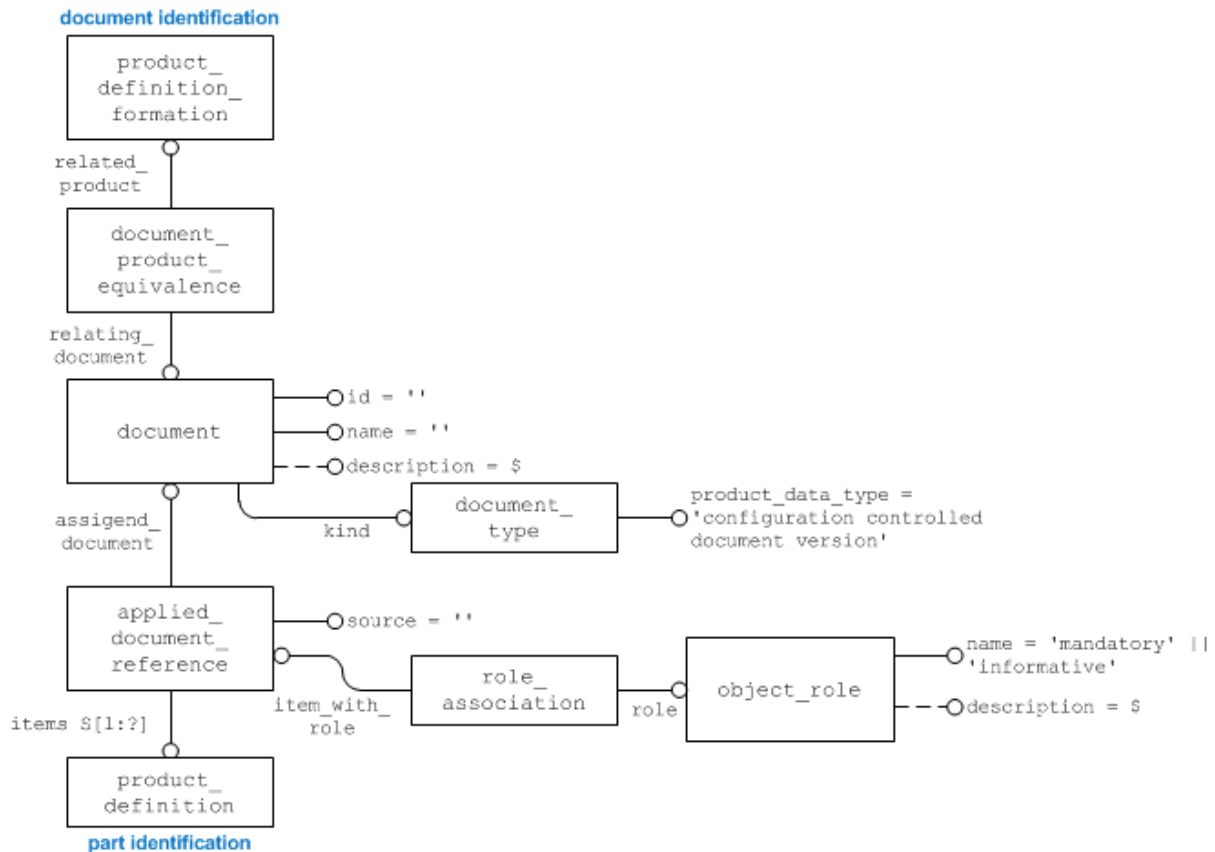 document identification
product_
definition_
formation
related_
product
document_
product_
equivalence
relating_
document
document
id = ''
name = ''
description = $
assigend_
document
kind
document_
type
product_data_type =
'configuration controlled
document version'
applied_
document_
reference
source = ''
item_with_
role
role_
association
role
object_role
name = 'mandatory' ||
'informative'
description = $
items S[1:?]
product_
definition
part identification